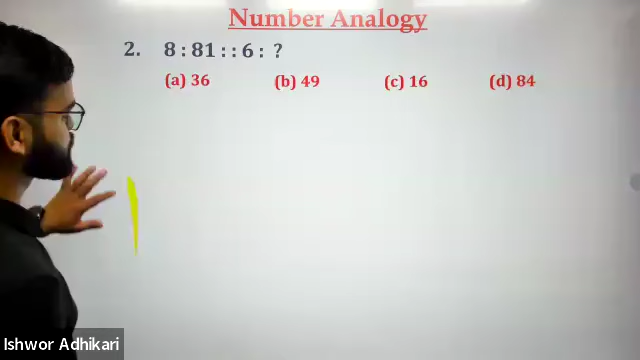 Number Analogy
2. 8 : 81 : : 6 : ?
(a) 36 (b) 49 (c) 16 (d) 84
Ishwor Adhikari